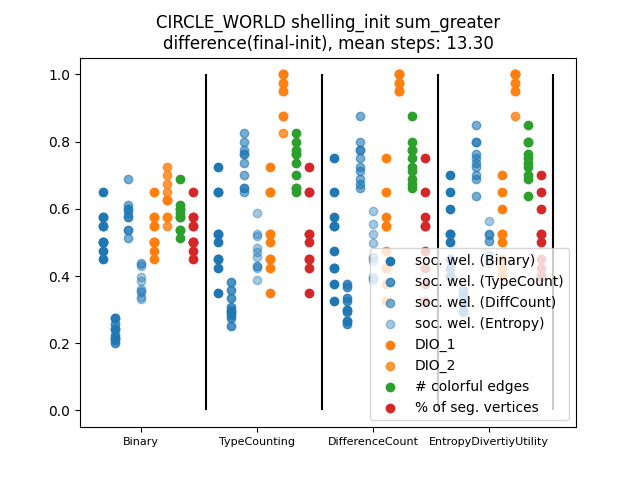 CIRCLE_WORLD shelling_init sum_greater
difference(final-init), mean steps: 13.30
1.0
0.8
0.6
0.4
0.2
0.0
soc. wel. (Binary)
soc. wel. (TypeCount)
soc. wel. (DiffCount)
soc. wel. (Entropy)
DIO_1
DIO_2
# colorful edges
% of seg. vertices
Binary
TypeCounting
DifferenceCount
EntropyDivertiyUtility